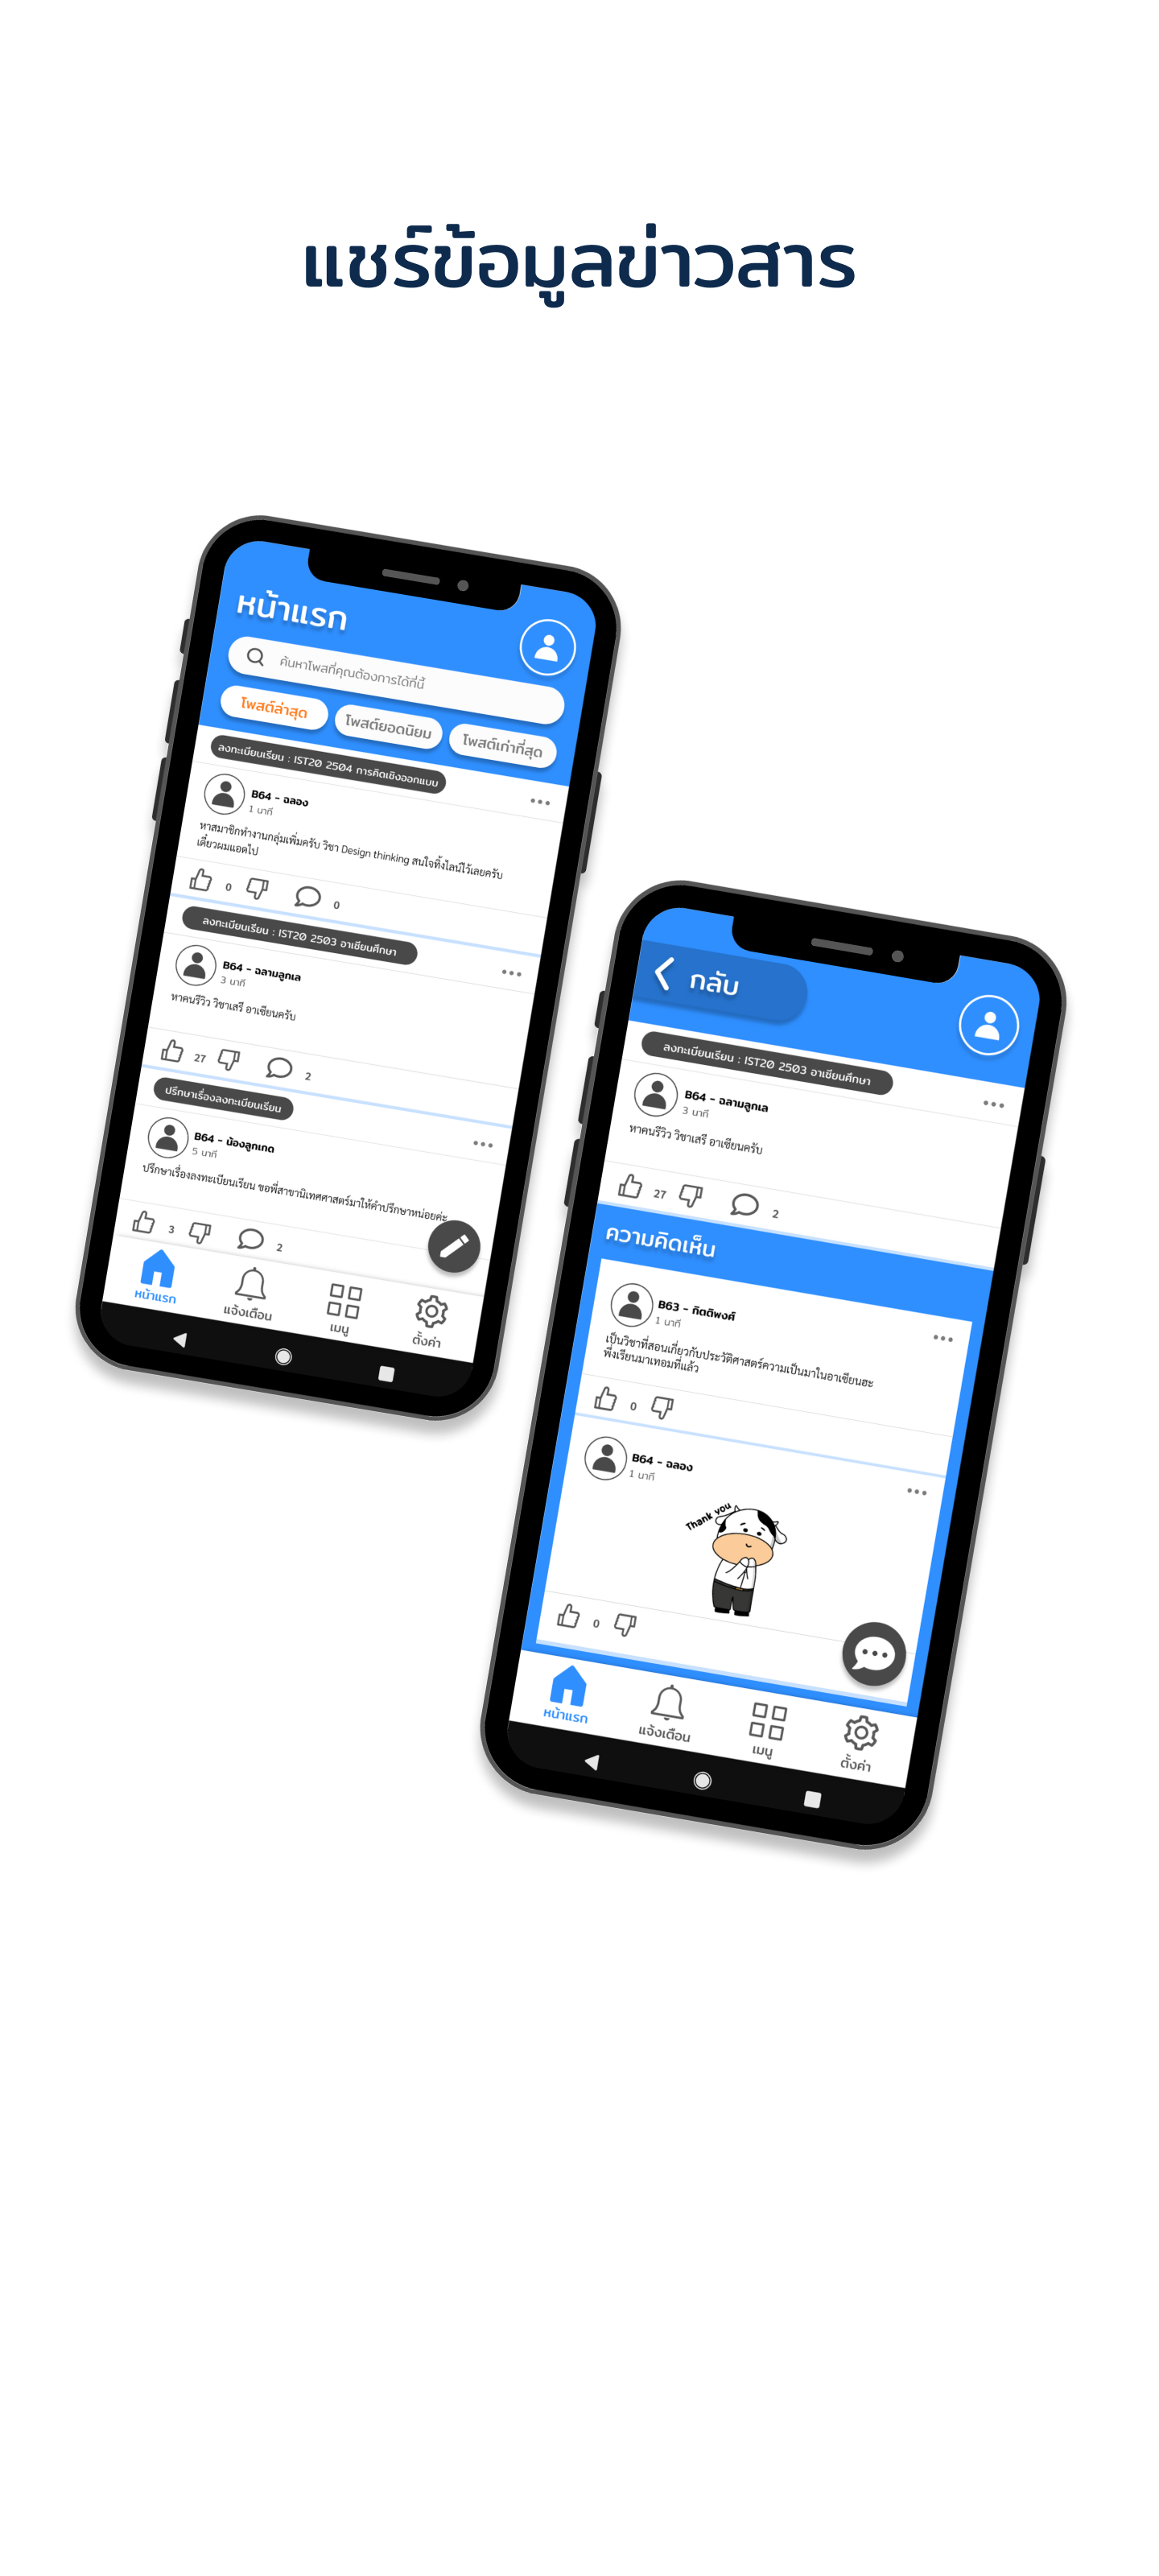 แชร์ข้อมูลข่าวสาร
หน้าแรก
ค้นหาโพสที่คุณต้องการได้ที่นี้
โพสต์ล่าสุด
โพสต์ยอดนิยม
โพสต์เก่าที่สุด
ลงทะเบียนเรียน : IST20 2504 การคิดเชิงออกแบบ
B64 - ฉลอง
1 นาที
หาสมาชิกทำงานกลุ่มเพิ่มครับ วิชา Design thinking สนใจทิ้งไลน์ไว้เลยครับ
เดี๋ยวผมแอดไป
0
0
ลงทะเบียนเรียน : IST20 2503 อาเซียนศึกษา
B64 - ฉลามลูกเล
3 นาที
หาคนรีวิว วิชาเสรี อาเซียนครับ
27
2
ปรึกษาเรื่องลงทะเบียนเรียน
B64 - น้องลูกเกด
5 นาที
ปรึกษาเรื่องลงทะเบียนเรียน ขอพี่สาขานิเทศศาสตร์มาให้คำปรึกษาหน่อยค่ะ
3
2
หน้าแรก
แจ้งเตือน
เมนู
ตั้งค่า
กลับ
ลงทะเบียนเรียน : IST20 2503 อาเซียนศึกษา
B64 - ฉลามลูกเล
3 นาที
หาคนรีวิว วิชาเสรี อาเซียนครับ
27
2
ความคิดเห็น
B63 - กิตติพงศ์
1 นาที
เป็นวิชาที่สอนเกี่ยวกับประวัติศาสตร์ความเป็นมาในอาเซียนฮะ
พึ่งเรียนมาเทอมที่แล้ว
0
B64 - ฉลอง
1 นาที
Thank you
0
หน้าแรก
แจ้งเตือน
เมนู
ตั้งค่า